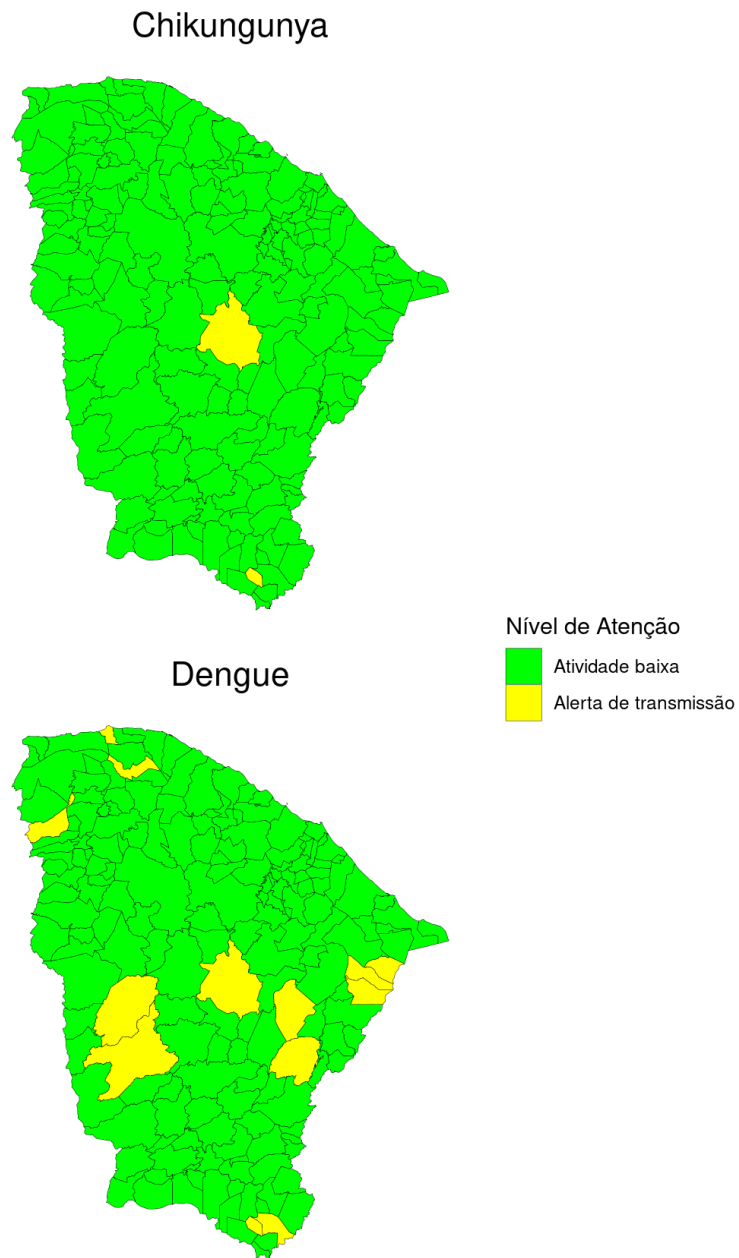 Chikungunya
Nível de Atenção
Atividade baixa
Alerta de transmissão
Dengue